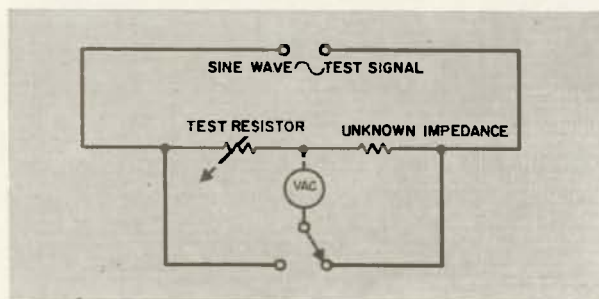 SINE WAVE TEST SIGNAL
TEST RESISTOR
UNKNOWN IMPEDANCE
VAC